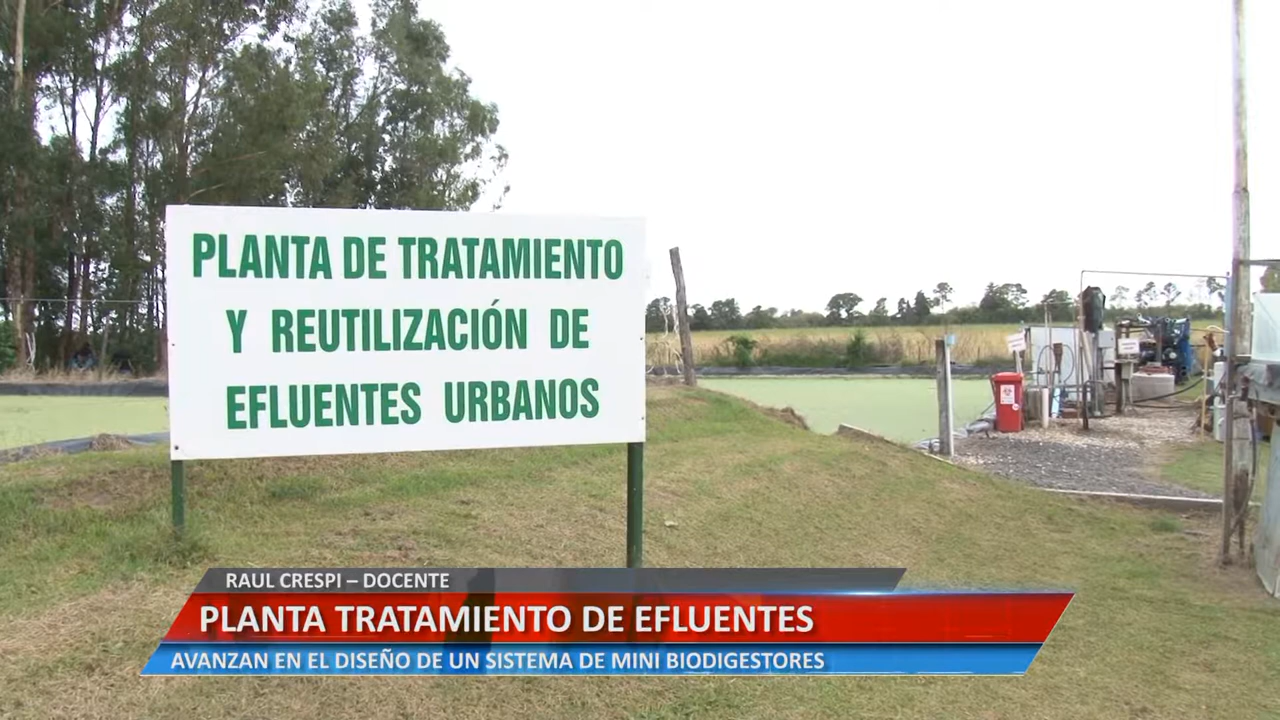 PLANTA DE TRATAMIENTO
Y REUTILIZACIÓN DE
EFLUENTES URBANOS
RAUL CRESPI – DOCENTE
PLANTA TRATAMIENTO DE EFLUENTES
AVANZAN EN EL DISEÑO DE UN SISTEMA DE MINI BIODIGESTORES